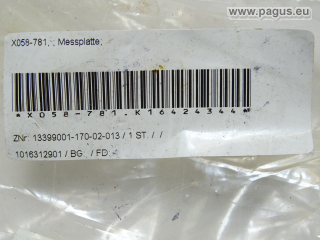 www.pagus.eu
X058-781, ; Messplatte;
*X058-781.K16424344*
ZNr: 13399001-170-02-013 / 1 ST. / /
1016312901 / BG: / FD: -